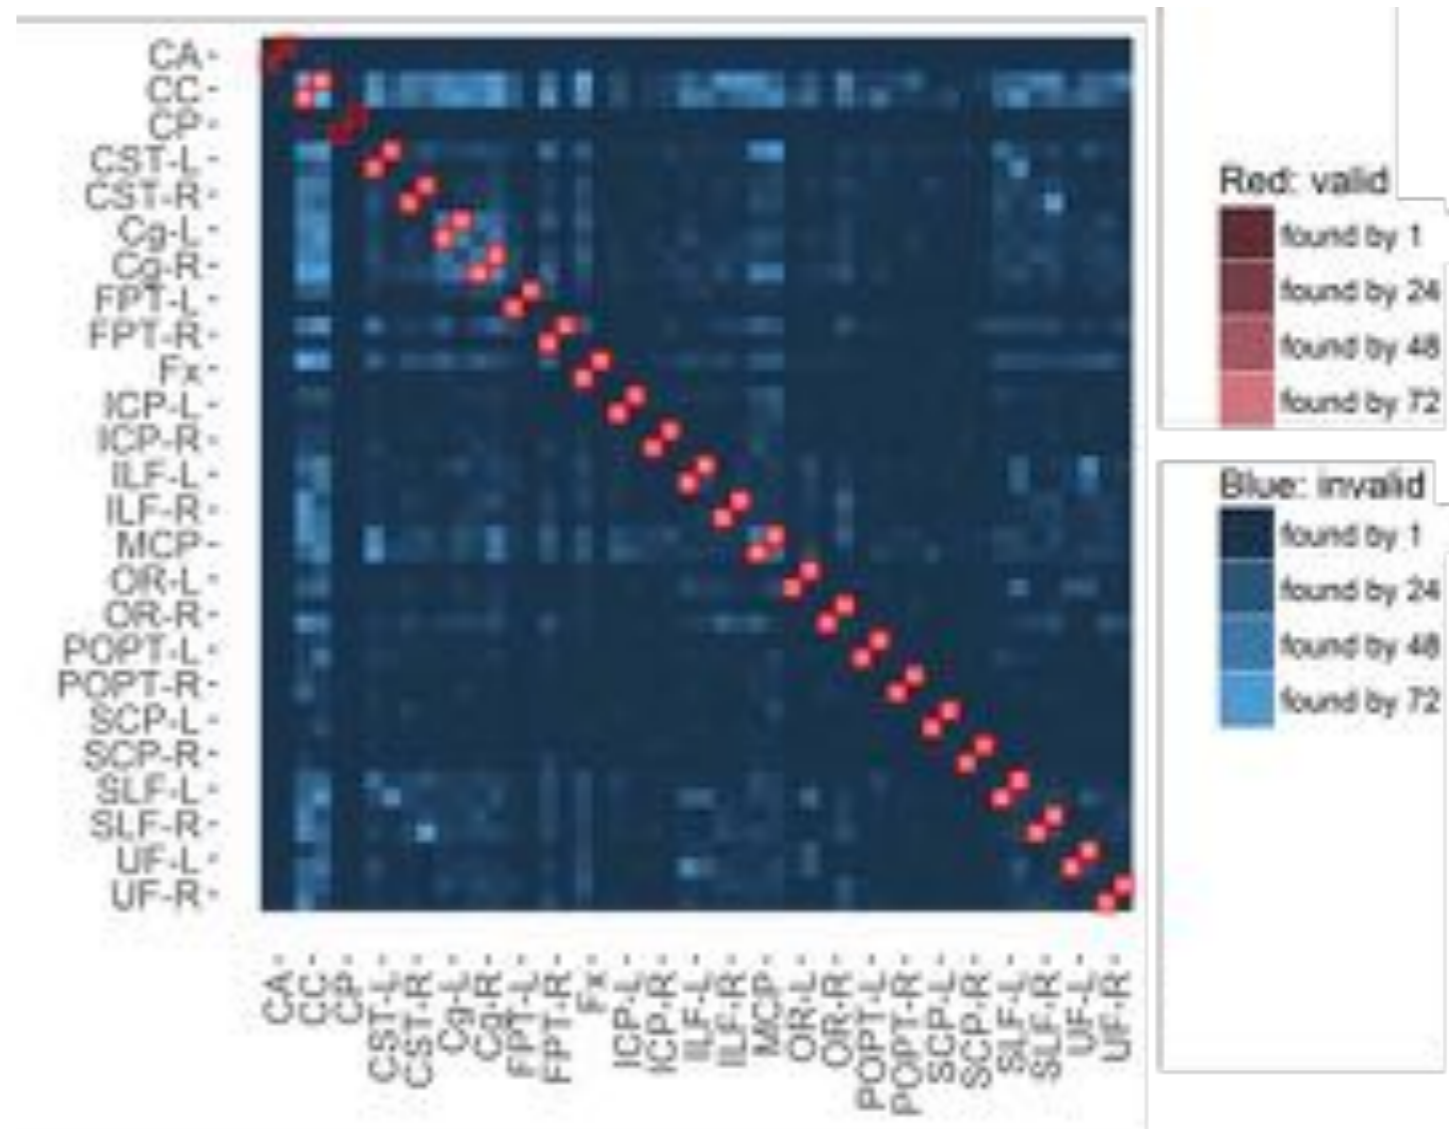 CA
CC
CP
CST-L
CST-R
Cg-L
Cg-R
FPT-L
FPT-R
Fx
ICP-L
ICP-R
ILF-L
ILF-R
MCP
OR-L
OR-R
POPT-L
POPT-R
SCP-L
SCP-R
SLF-L
SLF-R
UF-L
UF-R
CA
CC
CP
CST-L
CST-R
Cg-L
Cg-R
FPT-L
FPT-R
Fx
ICP-L
ICP-R
ILF-L
ILF-R
MCP
OR-L
OR-R
POPT-L
POPT-R
SCP-L
SCP-R
SLF-L
SLF-R
UF-L
UF-R
Red: valid
found by 1
found by 24
found by 48
found by 72
Blue: invalid
found by 1
found by 24
found by 48
found by 72